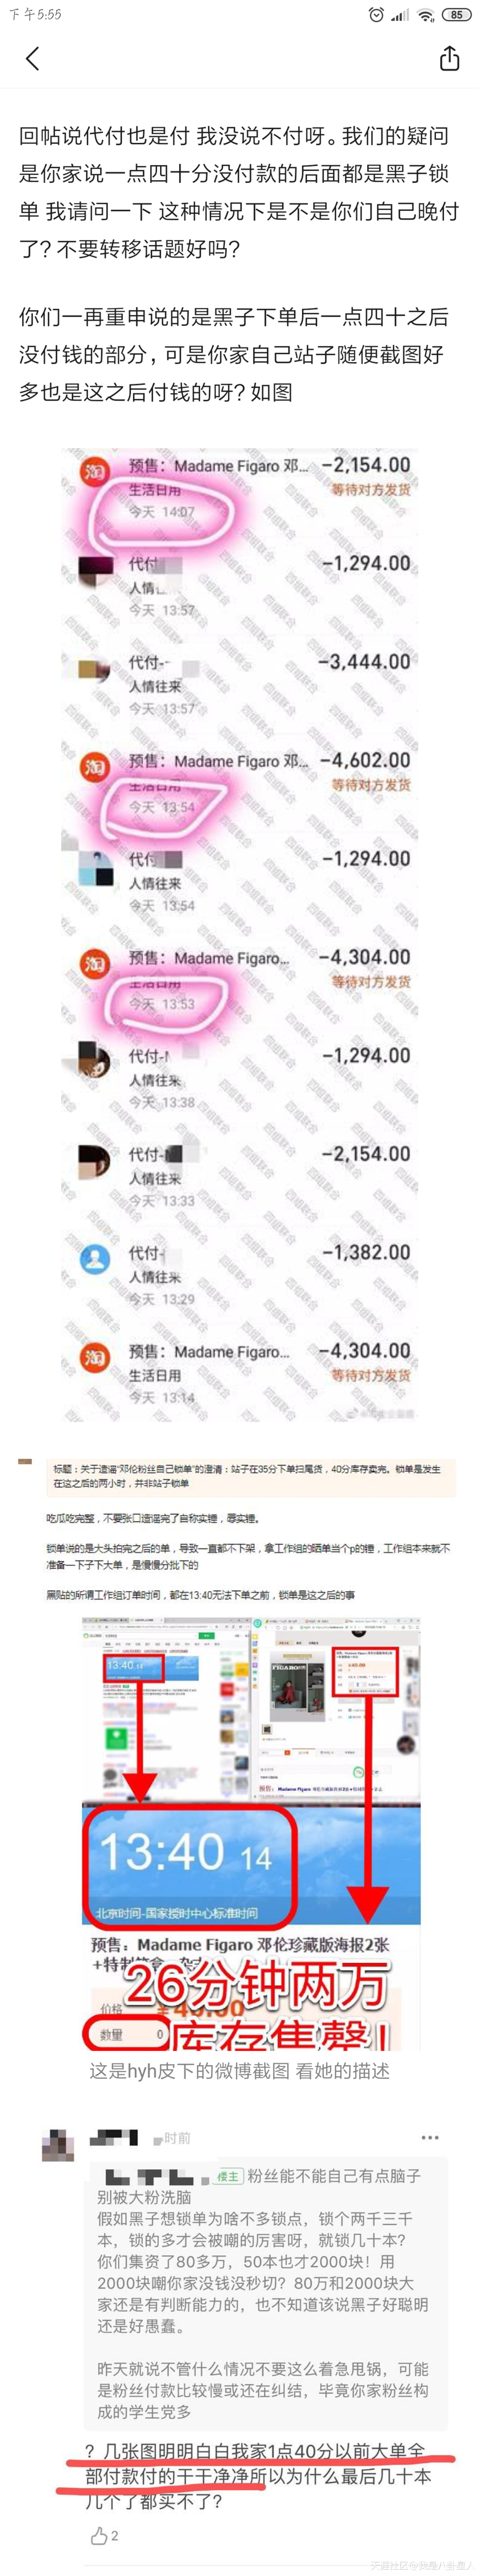 下午5:55
85
回帖说代付也是付 我没说不付呀。我们的疑问
是你家说一点四十分没付款的后面都是黑子锁
单 我请问一下 这种情况下是不是你们自己晚付
了? 不要转移话题好吗?
你们一再重申说的是黑子下单后一点四十之后
没付钱的部分, 可是你家自己站子随便截图好
多也是这之后付钱的呀? 如图
预售: Madame Figaro 邓... -2,154.00
生活日用 等待对方发货
今天 14:07
代付 -1,294.00
人情
今天 13:57
代付- -3,444.00
人情往来
今天 13:57
预售: Madame Figaro 邓... -4,602.00
生活日用 等待对方发货
今天 13:54
代付 -1,294.00
人情往来
今天 13:54
预售: Madame Figaro... -4,304.00
生活日用 等待对方发货
今天 13:53
代付- -1,294.00
人情往来
今天 13:38
代付- -2,154.00
人情往来
今天 13:33
代付- -1,382.00
人情往来
今天 13:29
预售: Madame Figaro... -4,304.00
生活日用 等待对方发货
今天 13:14
标题:关于造谣"邓伦粉丝自己锁单"的澄清:站子在35分下单扫尾货,40分库存卖完。锁单是发生
在这之后的两小时,并非站子锁单
吃瓜吃完整,不要张口造谣完了自称实锤,辱实锤。
锁单说的是大头拍完之后的单,导致一直都不下架,拿工作组的晒单当个p的锤,工作组本来就不
准备一下子下大单,是慢慢分批下的
黑贴的所谓工作组订单时间,都在13:40无法下单之前,锁单是这之后的事
13:40 14
FIGARO
预售: Madame Figaro
13:40 14
北京时间-国家授时中心标准时间
预售: Madame Figaro 邓伦珍藏版海报2张
+特制
26分钟两万
价格
数量 0
库存售罄!
这是hyh皮下的微博截图 看她的描述
时前
楼主 粉丝能不能自己有点脑子
别被大粉洗脑
假如黑子想锁单为啥不多锁点, 锁个两千三千
本, 锁的多才会被嘲的厉害呀, 就锁几十本?
你们集资了80多万, 50本也才2000块! 用
2000块嘲你家没钱没秒切? 80万和2000块大
家还是有判断能力的, 也不知道该说黑子好聪明
还是好愚蠢。
昨天就说不管什么情况不要这么着急甩锅, 可能
是粉丝付款比较慢或还在纠结, 毕竟你家粉丝构
成的学生党多
? 几张图明明白白我家1点40分以前大单全
部付款付的干干净净所以为什么最后几十本
几个了都买不了?
2
天涯社区@我是八卦盘人